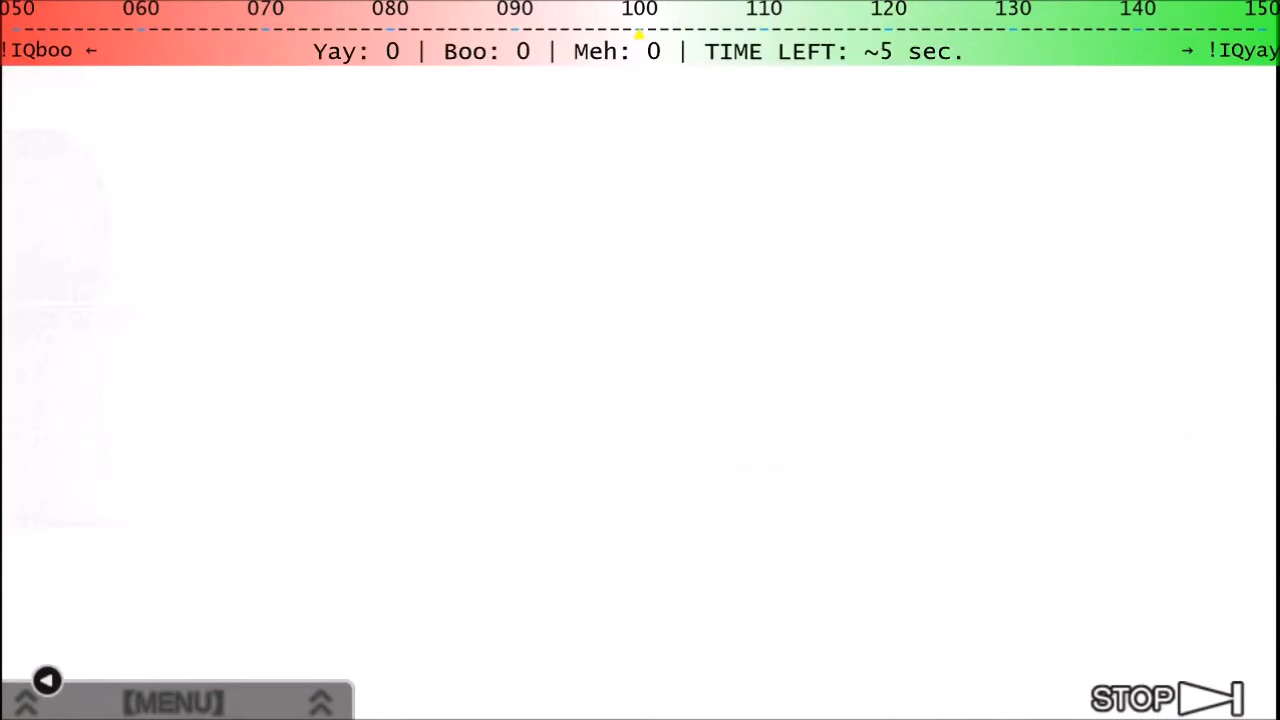 050 060 070 080 090 100 110 120 130 140 150
!IQboo ← Yay: 0 | Boo: 0 | Meh: 0 | TIME LEFT: ~5 sec. → !IQyay
【MENU】 STOP